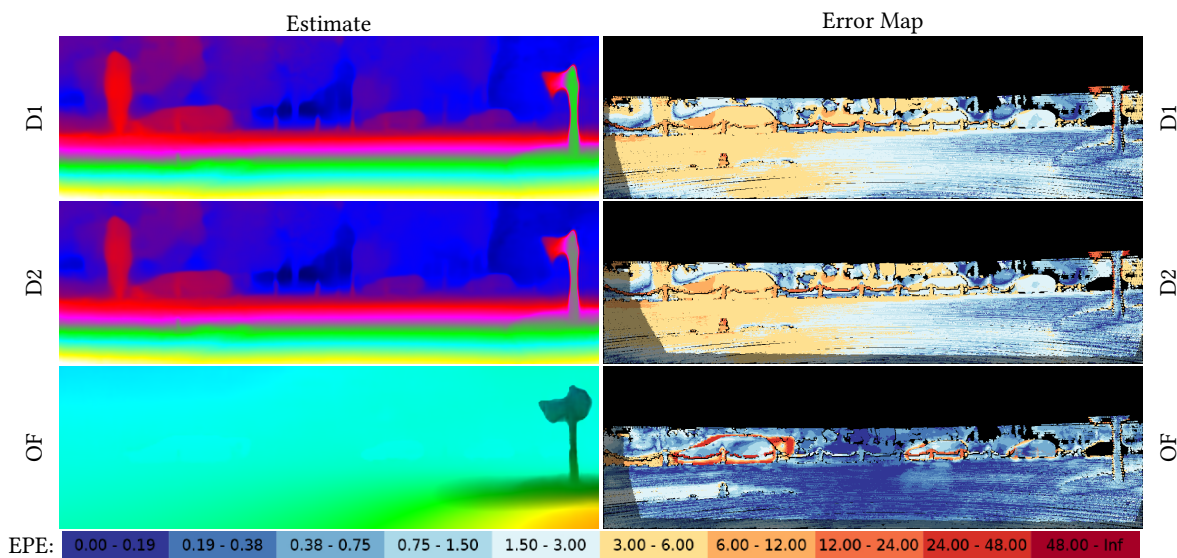 Estimate Error Map
D1 D1
D2 D2
OF OF
EPE: 0.00 - 0.19 0.19 - 0.38 0.38 - 0.75 0.75 - 1.50 1.50 - 3.00 3.00 - 6.00 6.00 - 12.00 12.00 - 24.00 24.00 - 48.00 48.00 - Inf